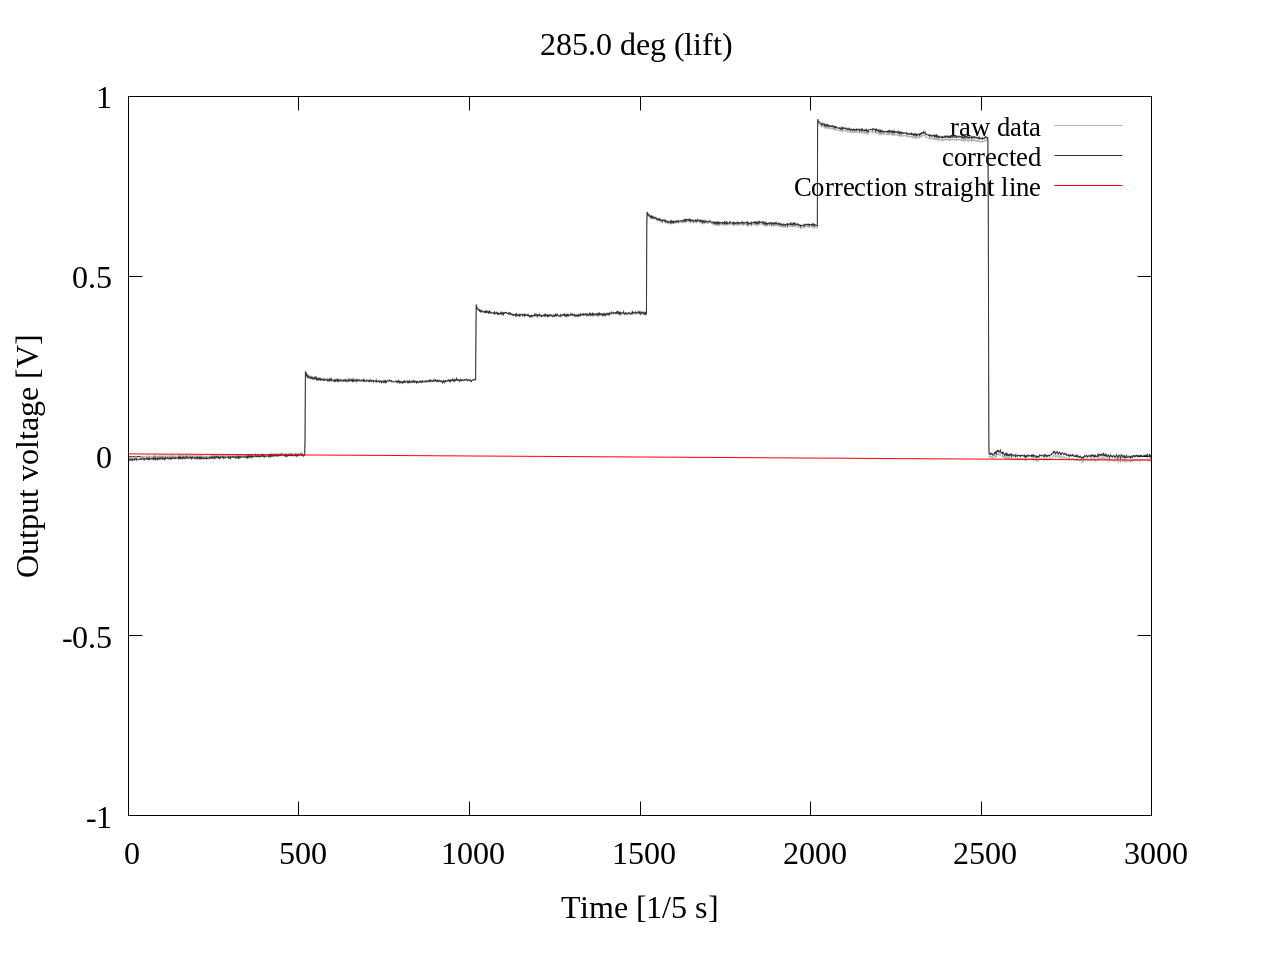 285.0 deg (lift)
1
0.5
0
-0.5
-1
Output voltage [V]
raw data
corrected
Correction straight line
0 500 1000 1500 2000 2500 3000
Time [1/5 s]